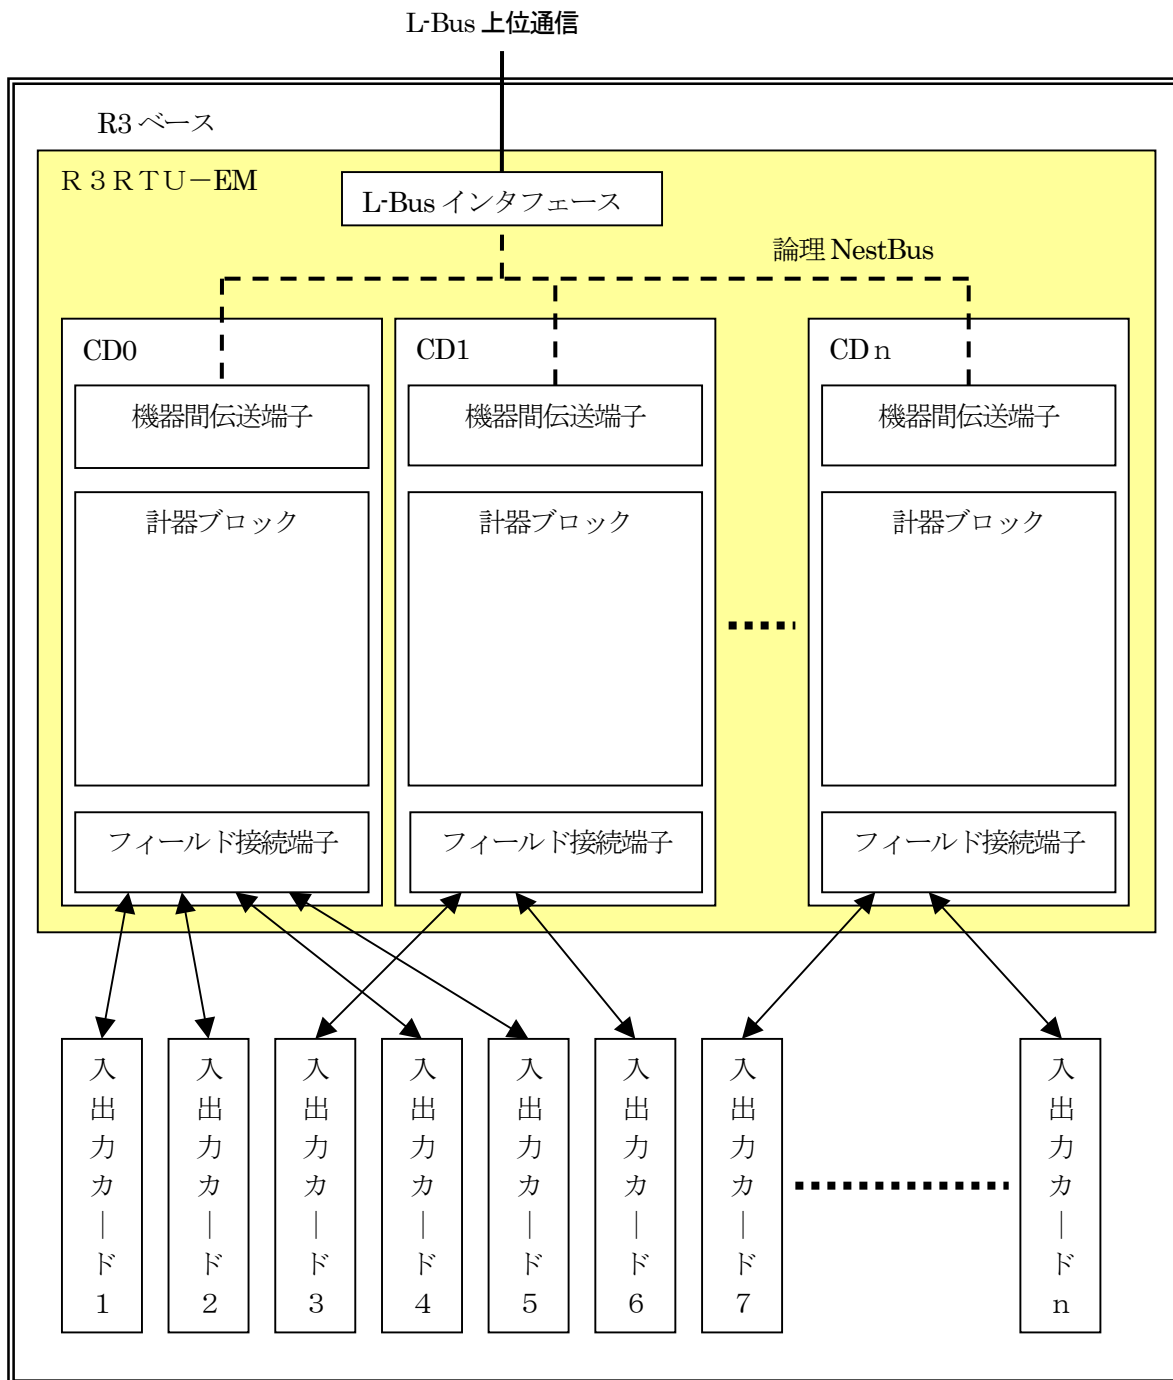 L-Bus 上位通信
R3 ベース
R3RTU-EM
L-Bus インタフェース
論理 NestBus
CD0
CD1
CDn
機器間伝送端子
機器間伝送端子
機器間伝送端子
計器ブロック
計器ブロック
計器ブロック
フィールド接続端子
フィールド接続端子
フィールド接続端子
入出力カード1
入出力カード2
入出力カード3
入出力カード4
入出力カード5
入出力カード6
入出力カード7
入出力カードn